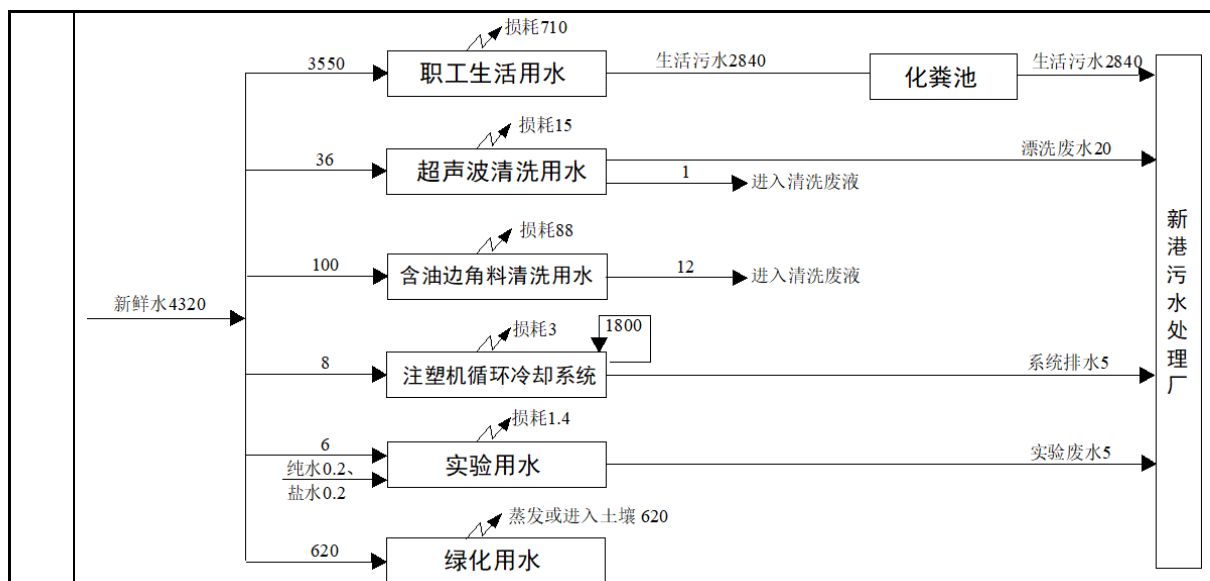 损耗710
3550
职工生活用水
生活污水2840
化粪池
生活污水2840
损耗15
36
超声波清洗用水
漂洗废水20
1
进入清洗废液
损耗88
100
含油边角料清洗用水
12
进入清洗废液
新鲜水4320
损耗3
1800
8
注塑机循环冷却系统
系统排水5
损耗1.4
6
纯水0.2、
盐水0.2
实验用水
实验废水5
蒸发或进入土壤 620
620
绿化用水
新港污水处理厂